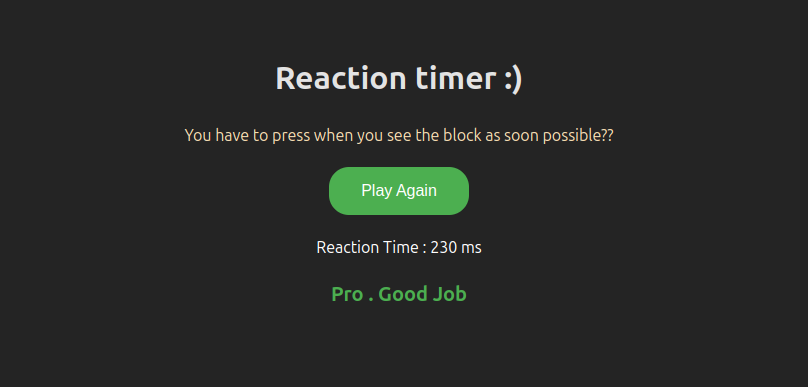 Reaction timer :)
You have to press when you see the block as soon possible??
Play Again
Reaction Time : 230 ms
Pro . Good Job